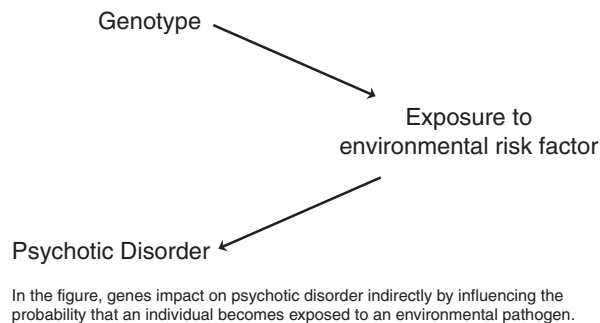 Genotype
Exposure to
environmental risk factor
Psychotic Disorder
In the figure, genes impact on psychotic disorder indirectly by influencing the
probability that an individual becomes exposed to an environmental pathogen.